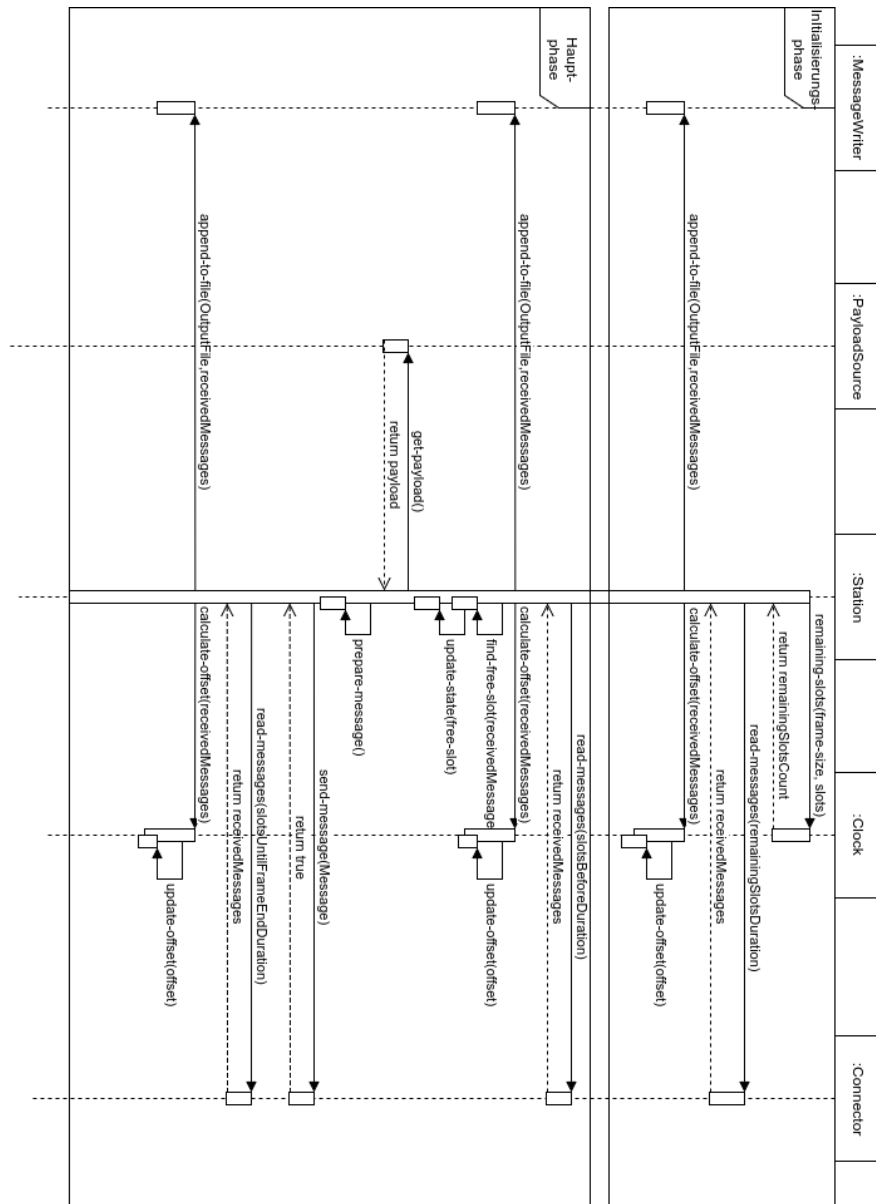 :MessageWriter
:PayloadSource
:Station
:Clock
:Connector
InItialisierungs-
phase
remaining-slots(frame-size, slots)
return remainingSlotsCount
read-messages(remainingSlotsDuration)
return receivedMessages
append-to-file(OutputFile,receivedMessages)
calculate-offset(receivedMessages)
update-offset(offset)
Haupt-
phase
read-messages(slotsBeforeDuration)
return receivedMessages
append-to-file(OutputFile,receivedMessages)
calculate-offset(receivedMessages)
update-offset(offset)
find-free-slot(receivedMessage
update-state(free-slot)
get-payload()
return payload
prepare-message()
send-message(Message)
return true
read-messages(slotsUntilFrameEndDuration)
return receivedMessages
append-to-file(OutputFile,receivedMessages)
calculate-offset(receivedMessages)
update-offset(offset)